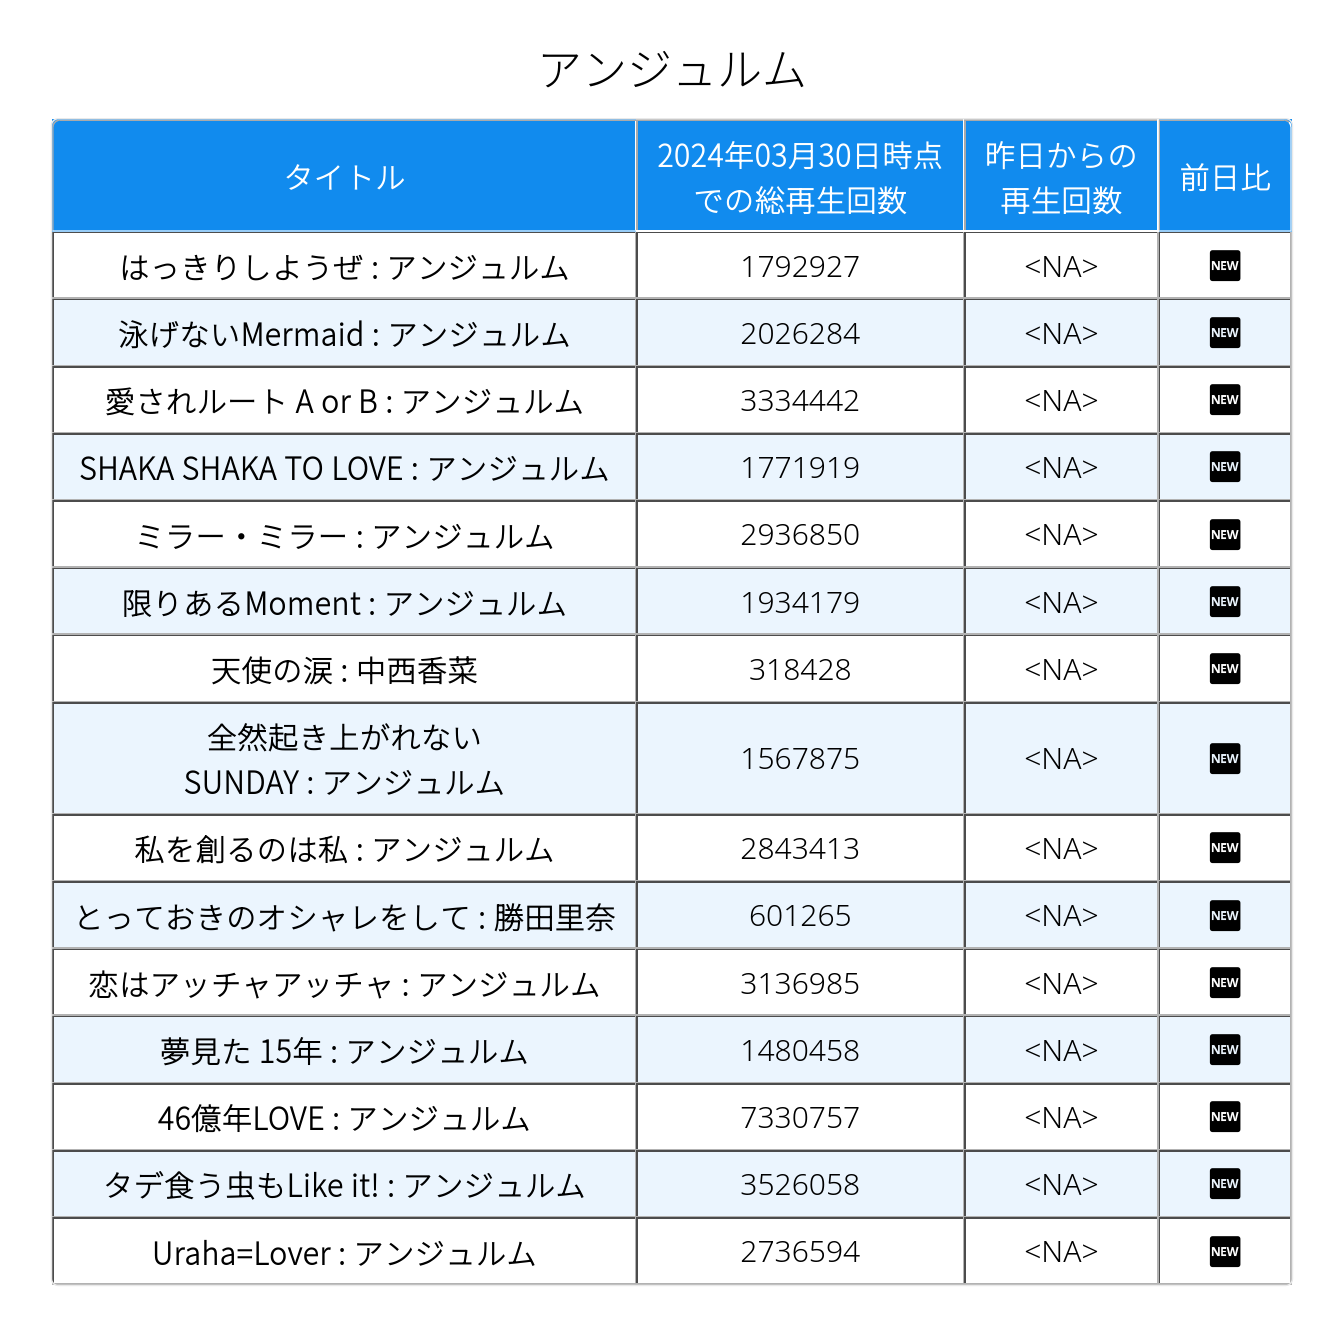 アンジュルム
タイトル
2024年03月30日時点
での総再生回数
昨日からの
再生回数
前日比
はっきりしようぜ : アンジュルム 1792927 <NA> NEW
泳げないMermaid : アンジュルム 2026284 <NA> NEW
愛されルート A or B : アンジュルム 3334442 <NA> NEW
SHAKA SHAKA TO LOVE : アンジュルム 1771919 <NA> NEW
ミラー・ミラー : アンジュルム 2936850 <NA> NEW
限りあるMoment : アンジュルム 1934179 <NA> NEW
天使の涙 : 中西香菜 318428 <NA> NEW
全然起き上がれない
SUNDAY : アンジュルム 1567875 <NA> NEW
私を創るのは私 : アンジュルム 2843413 <NA> NEW
とっておきのオシャレをして : 勝田里奈 601265 <NA> NEW
恋はアッチャアッチャ : アンジュルム 3136985 <NA> NEW
夢見た 15年 : アンジュルム 1480458 <NA> NEW
46億年LOVE : アンジュルム 7330757 <NA> NEW
タデ食う虫もLike it! : アンジュルム 3526058 <NA> NEW
Uraha=Lover : アンジュルム 2736594 <NA> NEW